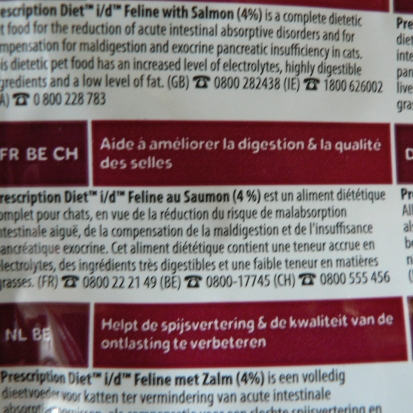 escription Diet™ i/d™ Feline with Salmon (4%) is a complete dietetic
t food for the reduction of acute intestinal absorptive disorders and for
mpensation for maldigestion and exocrine pancreatic insufficiency in cats.
is dietetic pet food has an increased level of electrolytes, highly digestible
gredients and a low level of fat. (GB) ☎ 0800 282438 (IE) ☎ 1800 626002
A) ☎ 0 800 228 783
FR BE CH
Aide à améliorer la digestion & la qualité
des selles
rescription Diet™ i/d™ Feline au Saumon (4 %) est un aliment diététique
omplet pour chats, en vue de la réduction du risque de malabsorption
ntestinale aiguë, de la compensation de la maldigestion et de l'insuffisance
ancréatique exocrine. Cet aliment diététique contient une teneur accrue en
lectrolytes, des ingrédients très digestibles et une faible teneur en matières
grasses. (FR) ☎ 0800 22 21 49 (BE) ☎ 0800-17745 (CH) ☎ 0800 555 456
NL BE
Helpt de spijsvertering & de kwaliteit van de
ontlasting te verbeteren
Prescription Diet™ i/d™ Feline met Zalm (4%) is een volledig
dieetvoeder voor katten ter vermindering van acute intestinale